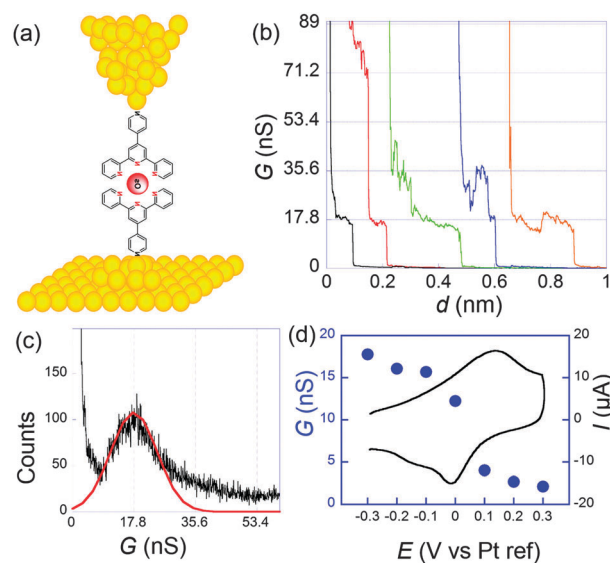 (a)
(b)
89
71.2
53.4
35.6
17.8
0
G (nS)
0 0.2 0.4 0.6 0.8 1
d (nm)
(c)
150
100
50
0
Counts
0 17.8 35.6 53.4
G (nS)
(d)
20
15
10
5
0
G (nS)
20
10
0
-10
-20
I (µA)
-0.3 -0.2 -0.1 0 0.1 0.2 0.3
E (V vs Pt ref)